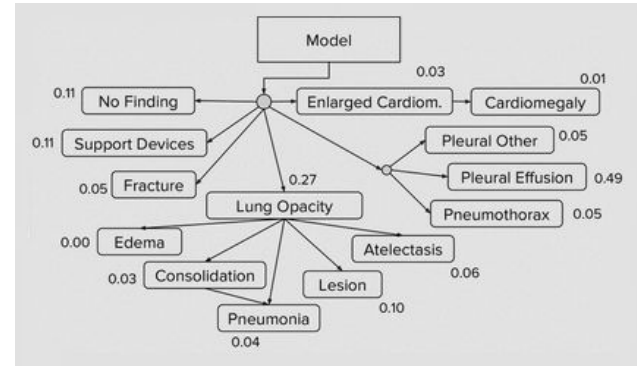 Model
0.03
0.01
0.11
No Finding
Enlarged Cardiom.
Cardiomegaly
0.11
Support Devices
Pleural Other
0.05
0.05
Fracture
0.27
Pleural Effusion
0.49
Lung Opacity
Pneumothorax
0.05
0.00
Edema
Atelectasis
0.06
0.03
Consolidation
Lesion
0.10
Pneumonia
0.04